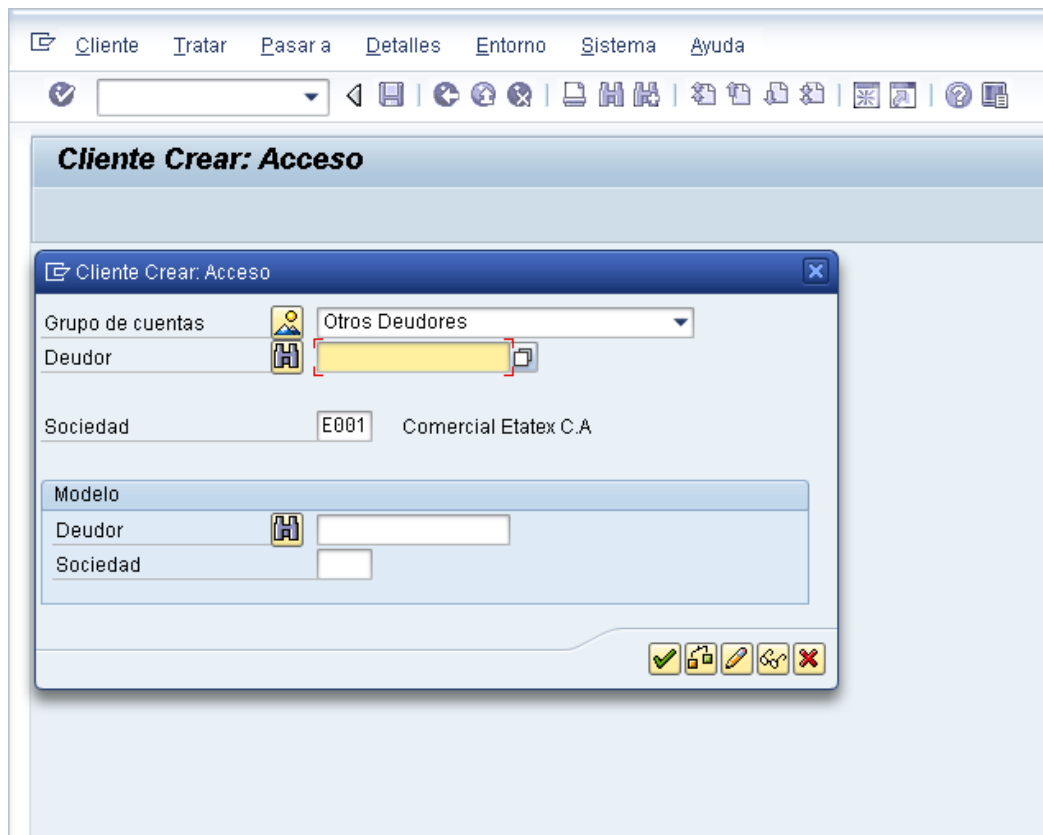 Cliente Tratar Pasar a Detalles Entorno Sistema Ayuda
Cliente Crear: Acceso
Cliente Crear: Acceso
Grupo de cuentas Otros Deudores
Deudor
Sociedad E001 Comercial Etatex C.A
Modelo
Deudor
Sociedad